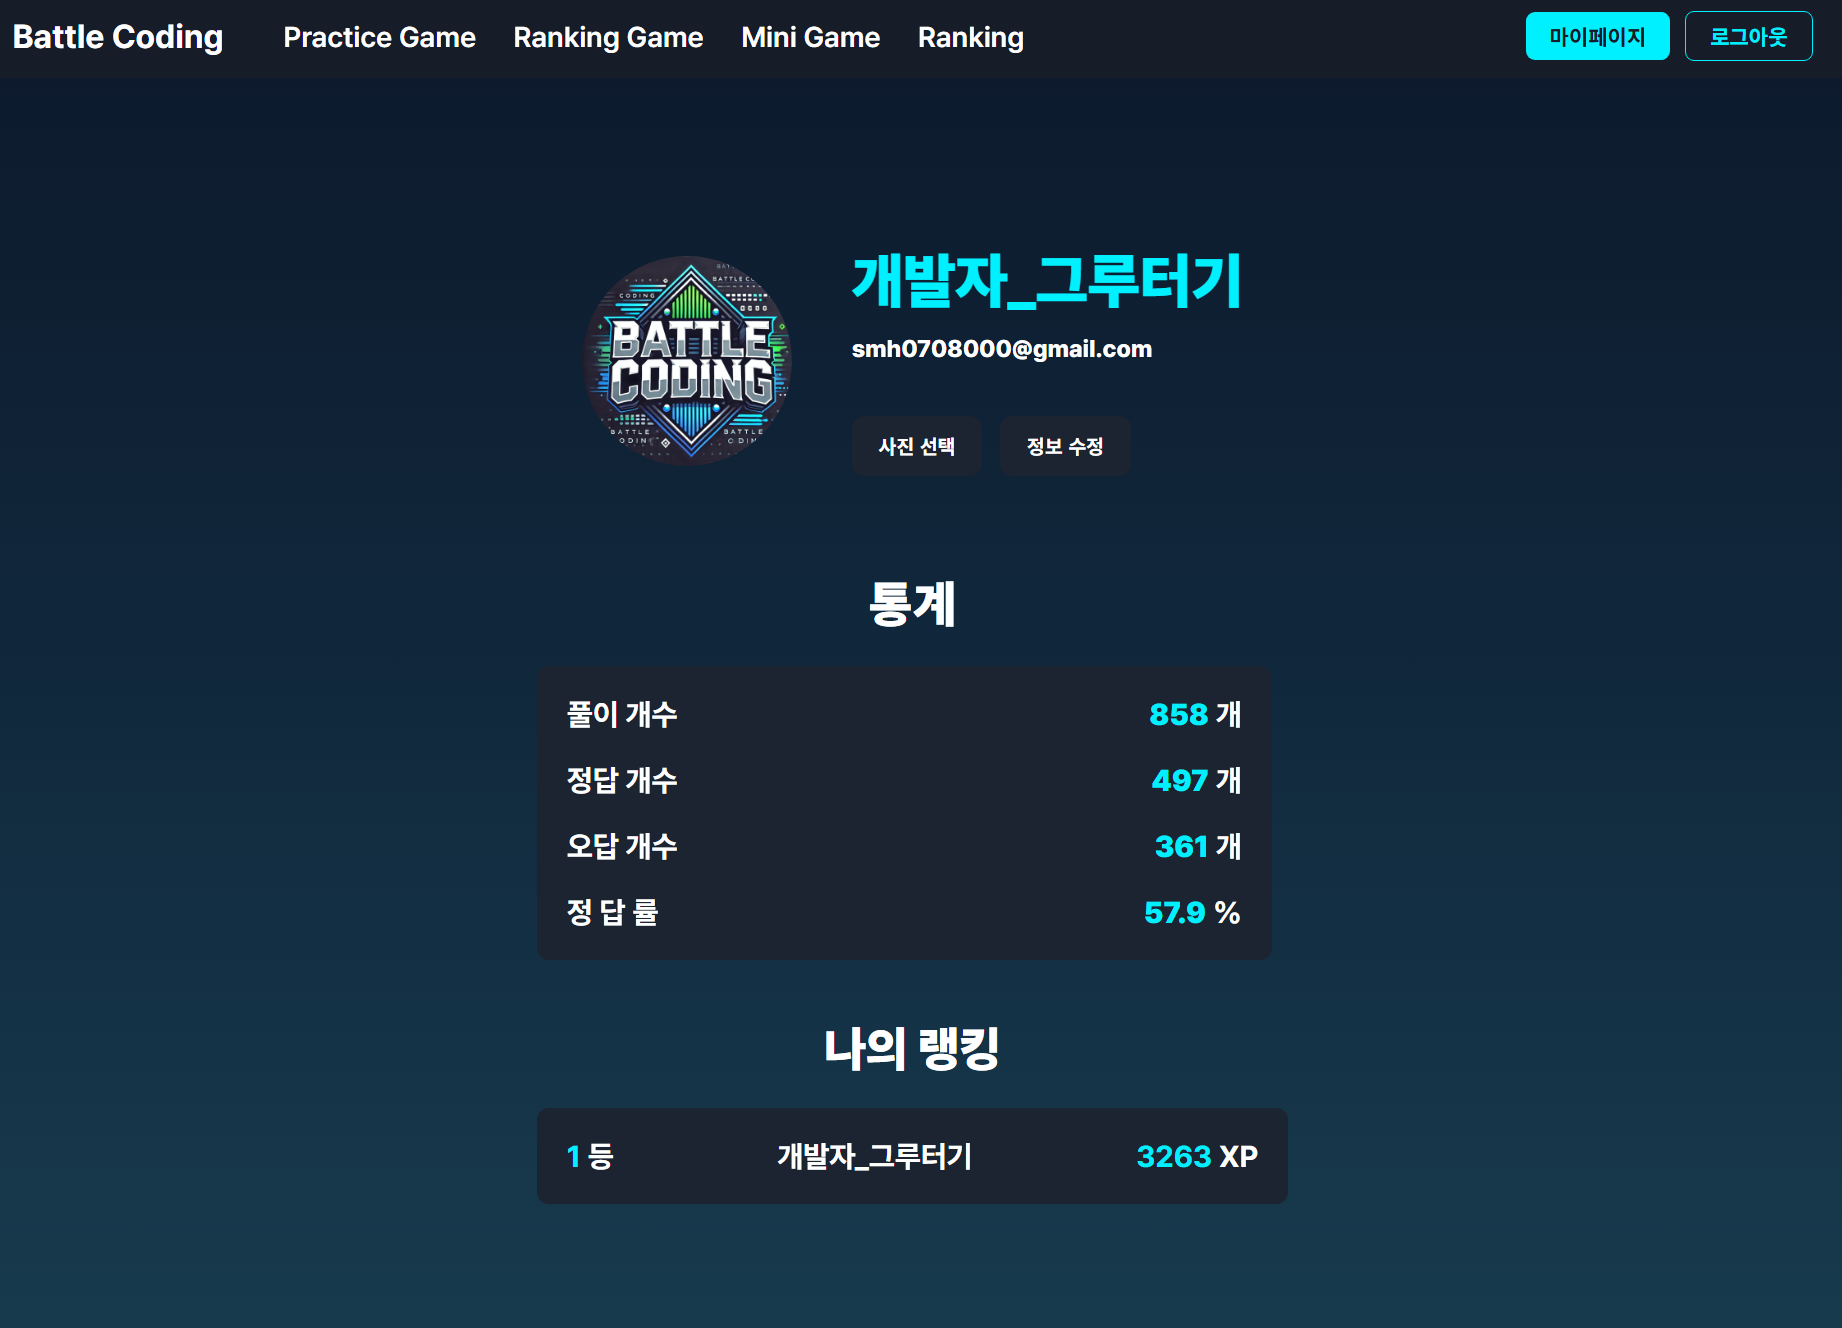 Battle Coding Practice Game Ranking Game Mini Game Ranking 마이페이지 로그아웃
BATTLE
CODING
개발자_그루터기
smh0708000@gmail.com
사진 선택 정보 수정
통계
풀이 개수 858 개
정답 개수 497 개
오답 개수 361 개
정 답 률 57.9 %
나의 랭킹
1 등 개발자_그루터기 3263 XP